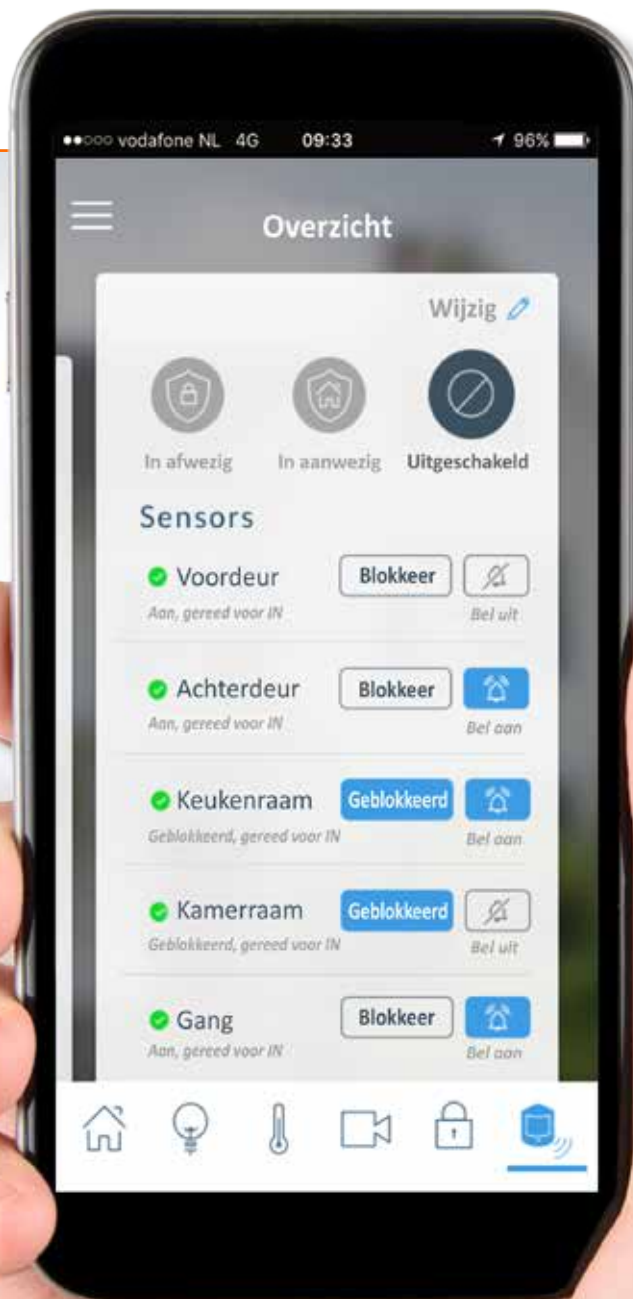 vodafone NL 4G 09:33 96%
Overzicht
Wijzig
In afwezig In aanwezig Uitgeschakeld
Sensors
Voordeur Blokkeer
Aan, gereed voor IN Bel uit
Achterdeur Blokkeer
Aan, gereed voor IN Bel aan
Keukenraam Geblokkeerd
Geblokkeerd, gereed voor IN Bel aan
Kamerraam Geblokkeerd
Geblokkeerd, gereed voor IN Bel uit
Gang Blokkeer
Aan, gereed voor IN Bel aan